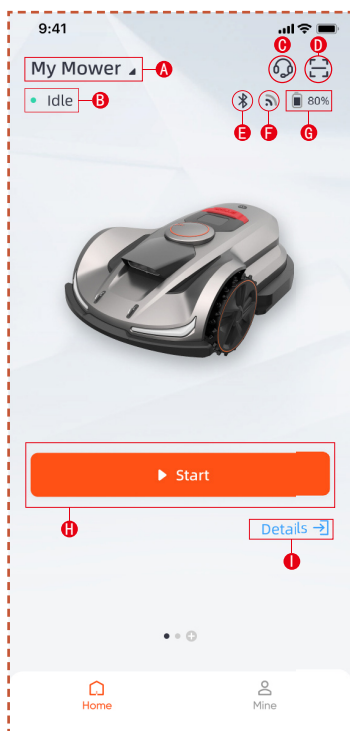 9:41
C D
My Mower A
Idle B
80%
E F G
Start
H
Details
I
Home Mine